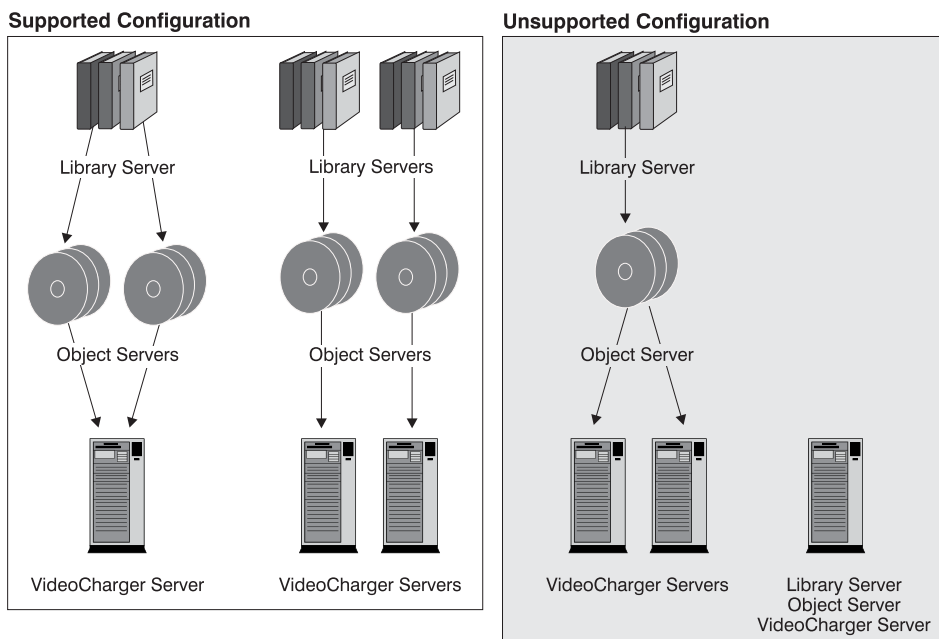 Supported Configuration
Unsupported Configuration
Library Server
Library Servers
Library Server
Object Servers
Object Servers
Object Server
VideoCharger Server
VideoCharger Servers
VideoCharger Servers
Library Server
Object Server
VideoCharger Server